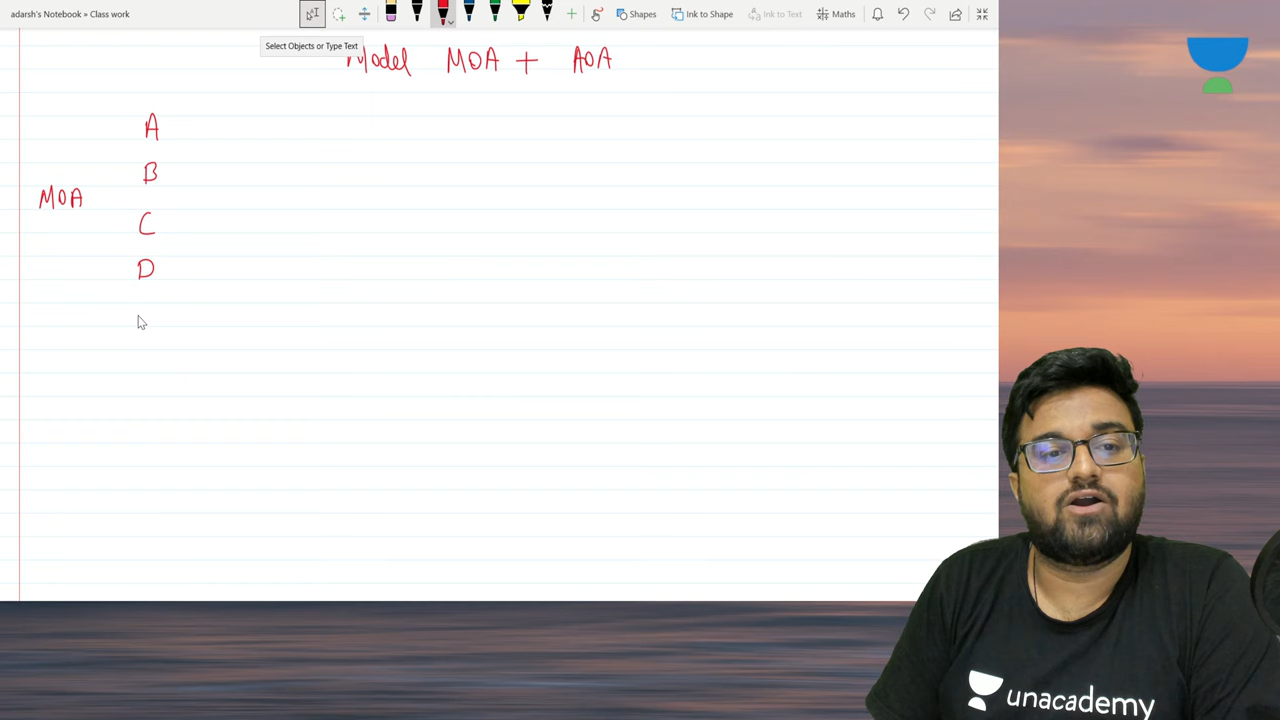 adarsh's Notebook » Class work
Shapes
Ink to Shape
Ink to Text
Maths
Select Objects or Type Text
Model MOA + AOA
A
B
MOA
C
D
unacademy